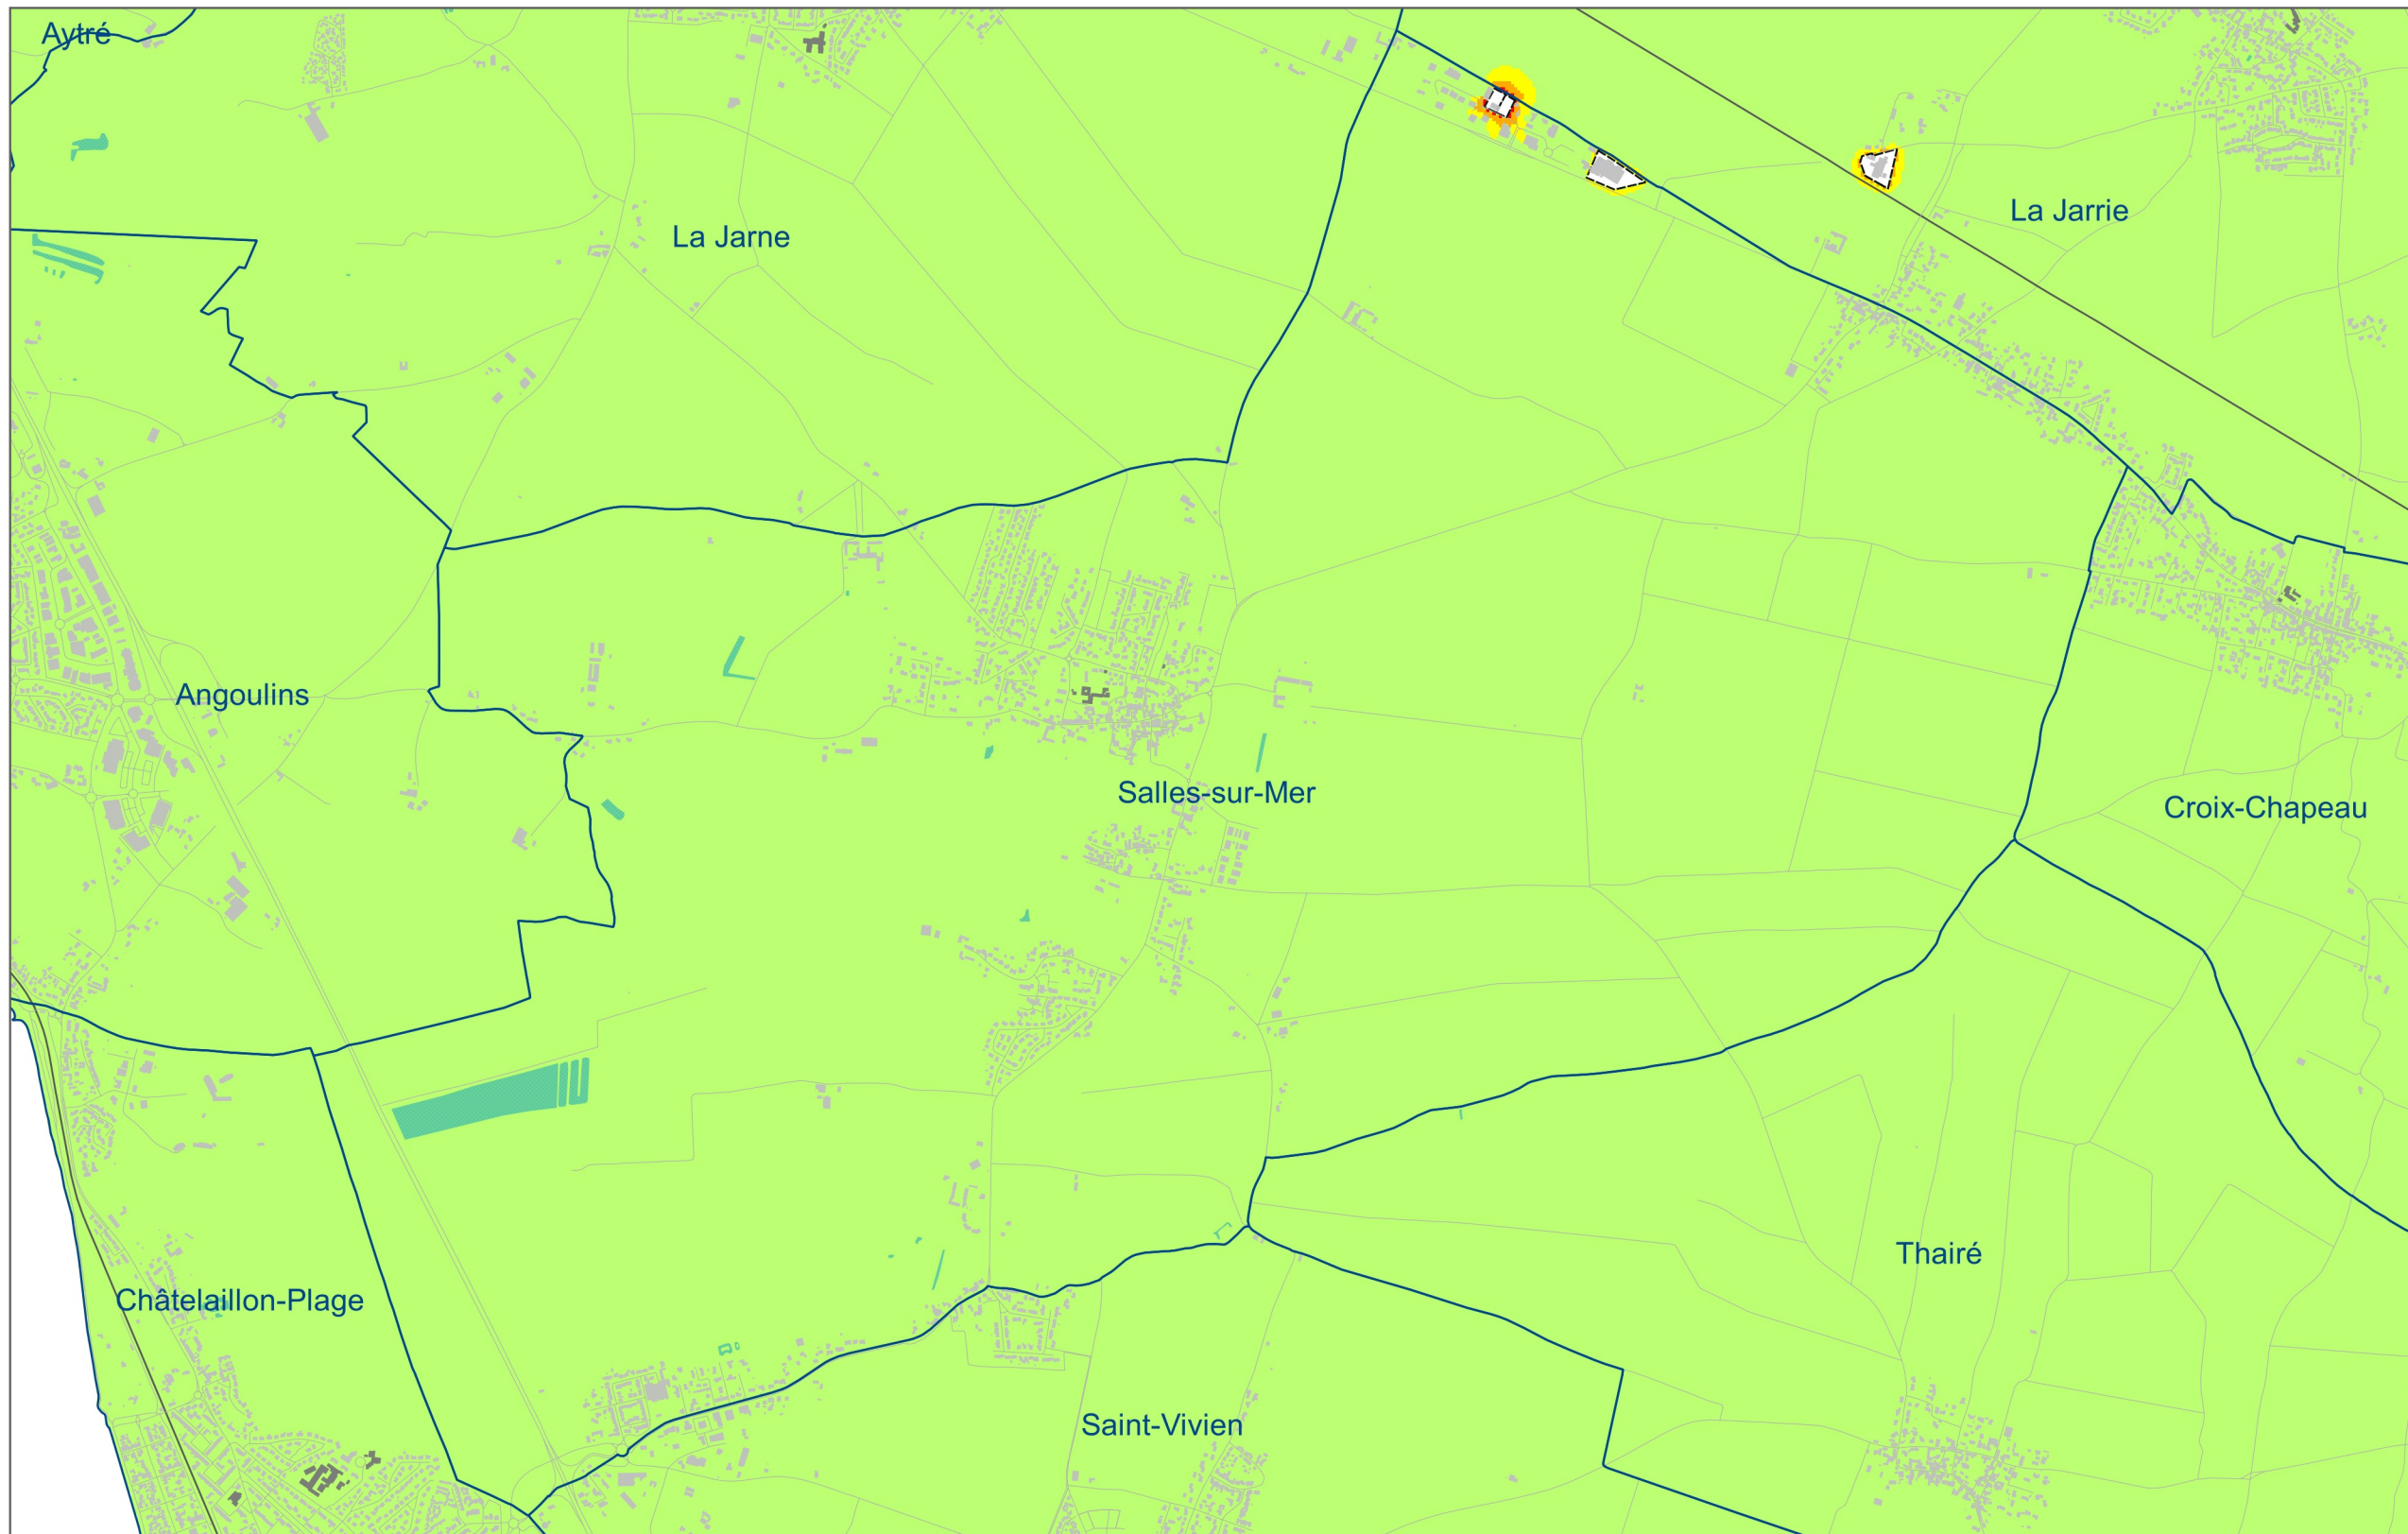 Aytré
La Jarrie
La Jarne
Angoulins
Salles-sur-Mer
Croix-Chapeau
Thairé
Châtelaillon-Plage
Saint-Vivien